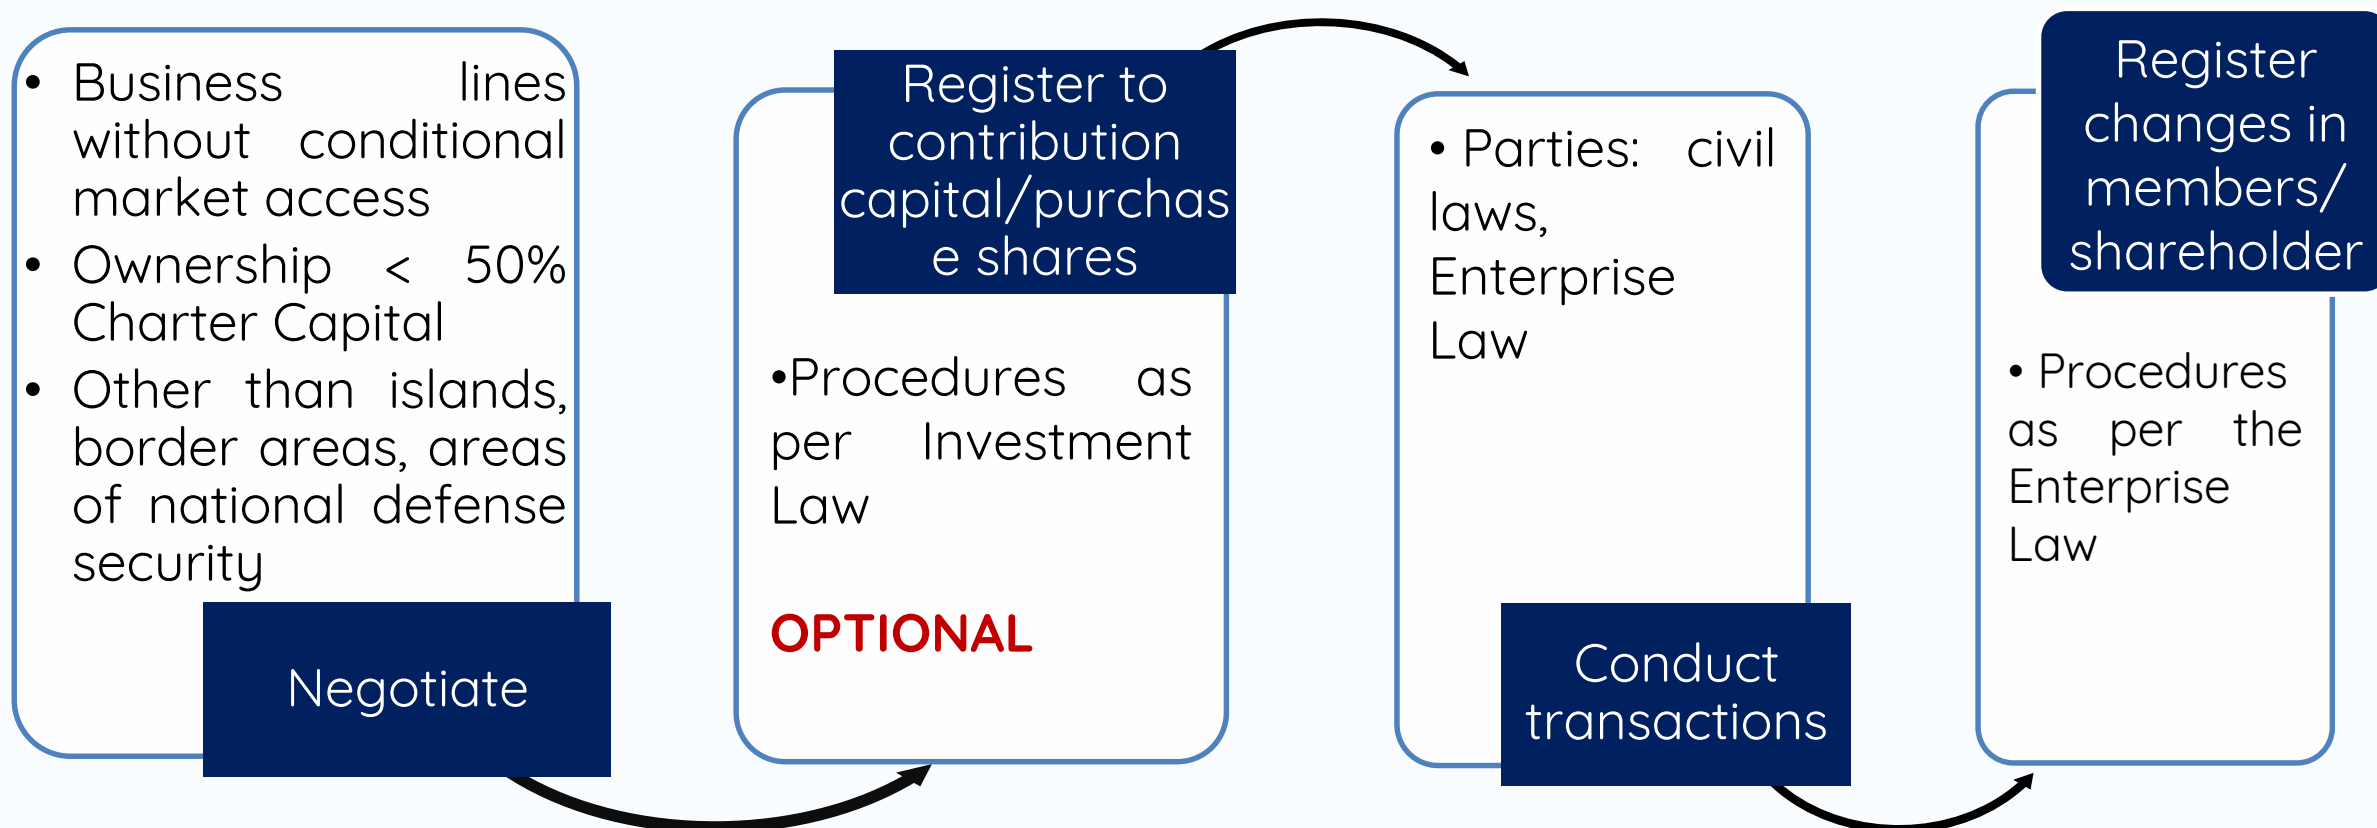 • Business lines
without conditional
market access
• Ownership < 50%
Charter Capital
• Other than islands,
border areas, areas
of national defense
security
Negotiate
Register to
contribution
capital/purchas
e shares
•Procedures as
per Investment
Law
OPTIONAL
• Parties: civil
laws,
Enterprise
Law
Conduct
transactions
Register
changes in
members/
shareholder
• Procedures
as per the
Enterprise
Law